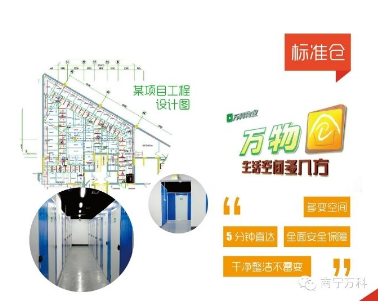 标准仓
某项目工程
设计图
万物
生活空间多几方
多变空间
5分钟直达
全面安全保障
干净整洁不霉变
南宁万科